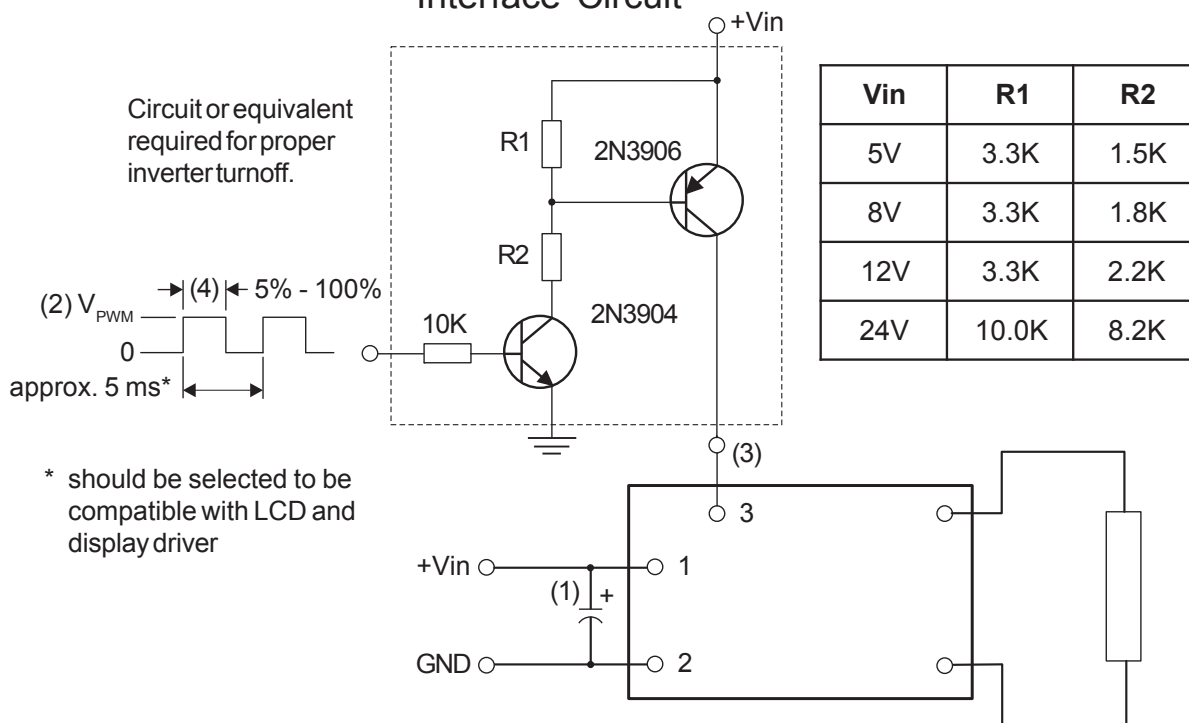 Interface Circuit
+Vin
Circuit or equivalent
required for proper
inverter turnoff.
R1
2N3906
R2
(2) VPWM
(4)
5% - 100%
0
approx. 5 ms*
10K
2N3904
Vin R1 R2
5V 3.3K 1.5K
8V 3.3K 1.8K
12V 3.3K 2.2K
24V 10.0K 8.2K
(3)
* should be selected to be
compatible with LCD and
display driver
3
+Vin
1
(1)
+
GND
2